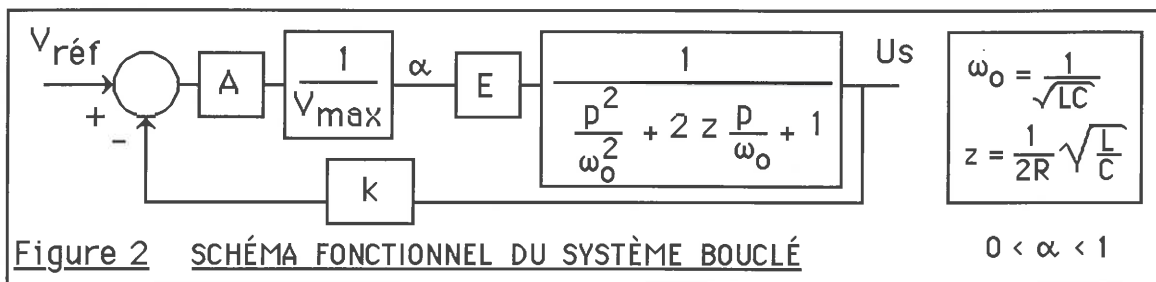 Vréf
+
-
A
1
Vmax
α
E
1
p²
ω₀²
+ 2 z
p
ω₀
+ 1
Us
k
ω₀ = 1/√LC
z = 1/2R √L/C
0 < α < 1
Figure 2 SCHÉMA FONCTIONNEL DU SYSTÈME BOUCLÉ